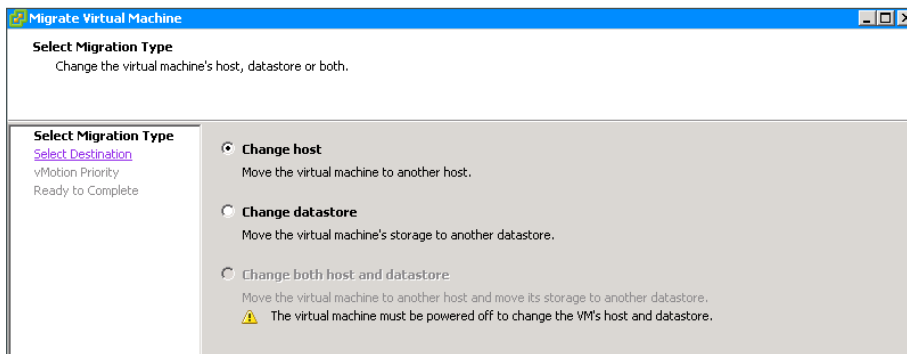 Migrate Virtual Machine
Select Migration Type
Change the virtual machine's host, datastore or both.
Select Migration Type
Select Destination
vMotion Priority
Ready to Complete
Change host
Move the virtual machine to another host.
Change datastore
Move the virtual machine's storage to another datastore.
Change both host and datastore
Move the virtual machine to another host and move its storage to another datastore.
The virtual machine must be powered off to change the VM's host and datastore.